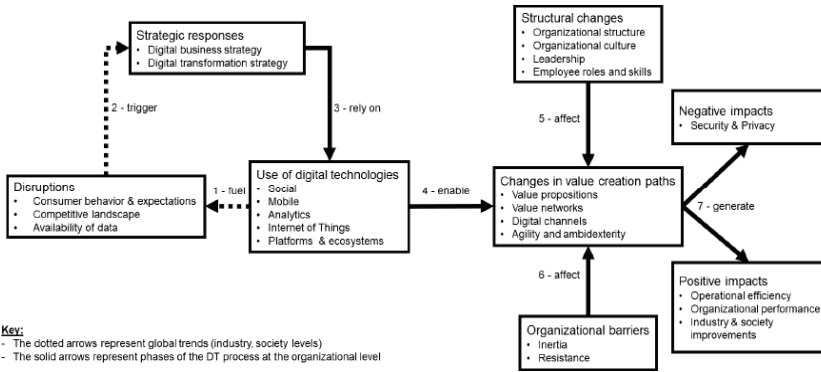 Strategic responses
• Digital business strategy
• Digital transformation strategy
2 - trigger
3 - rely on
Disruptions
• Consumer behavior & expectations
• Competitive landscape
• Availability of data
1 - fuel
Use of digital technologies
• Social
• Mobile
• Analytics
• Internet of Things
• Platforms & ecosystems
4 - enable
Structural changes
• Organizational structure
• Organizational culture
• Leadership
• Employee roles and skills
5 - affect
Changes in value creation paths
• Value propositions
• Value networks
• Digital channels
• Agility and ambidexterity
6 - affect
Organizational barriers
• Inertia
• Resistance
7 - generate
Negative impacts
• Security & Privacy
Positive impacts
• Operational efficiency
• Organizational performance
• Industry & society
improvements
Key:
- The dotted arrows represent global trends (industry, society levels)
- The solid arrows represent phases of the DT process at the organizational level